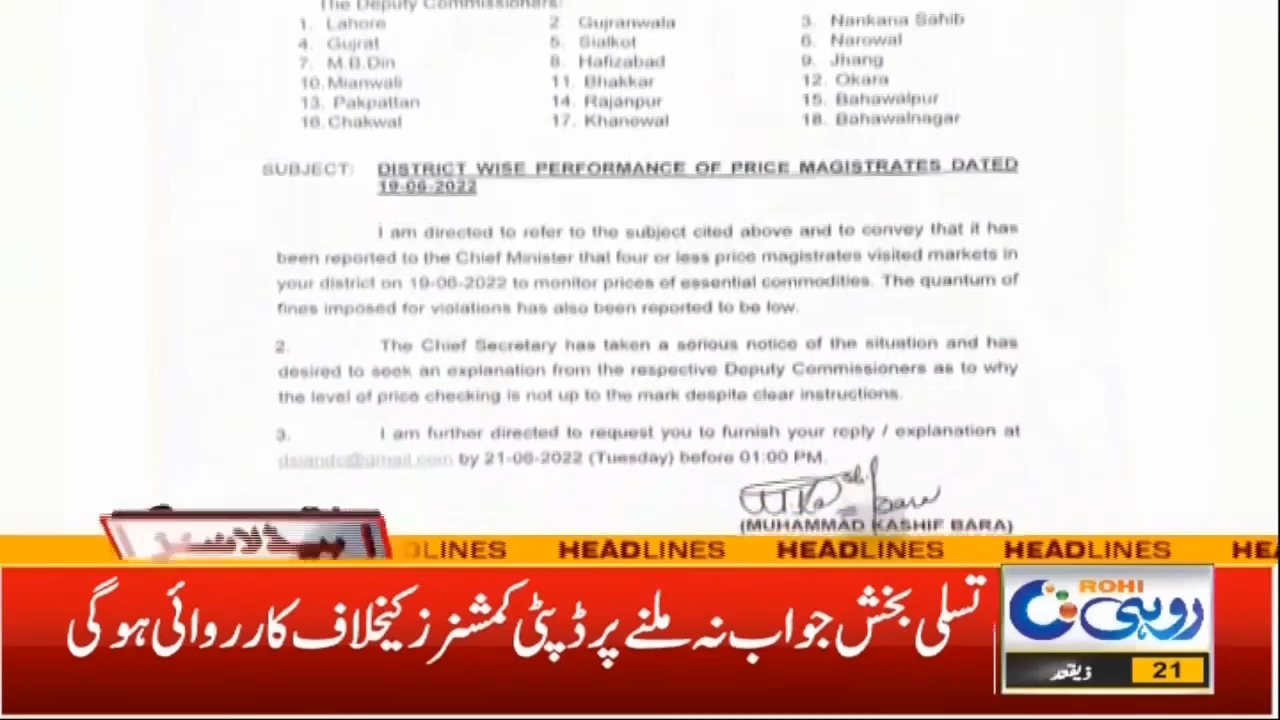 The Deputy Commissioners:
1. Lahore 2. Gujranwala 3. Nankana Sahib
4. Gujrat 5. Sialkot 6. Narowal
7. M.B.Din 8. Hafizabad 9. Jhang
10. Mianwali 11. Bhakkar 12. Okara
13. Pakpattan 14. Rajanpur 15. Bahawalpur
16. Chakwal 17. Khanewal 18. Bahawalnagar
SUBJECT: DISTRICT WISE PERFORMANCE OF PRICE MAGISTRATES DATED
19-06-2022
I am directed to refer to the subject cited above and to convey that it has
been reported to the Chief Minister that four or less price magistrates visited markets in
your district on 19-06-2022 to monitor prices of essential commodities. The quantum of
fines imposed for violations has also been reported to be low.
2. The Chief Secretary has taken a serious notice of the situation and has
desired to seek an explanation from the respective Deputy Commissioners as to why
the level of price checking is not up to the mark despite clear instructions.
3. I am further directed to request you to furnish your reply / explanation at
by 21-06-2022 (Tuesday) before 01:00 PM.
(MUHAMMAD KASHIF BARA)
ہیڈلائنز
DLINES HEADLINES HEADLINES HEADLINES HE
تسلی بخش جواب نہ ملنے پر ڈپٹی کمشنرز کیخلاف کارروائی ہوگی
ROHI
روہی
ذیقعد 21